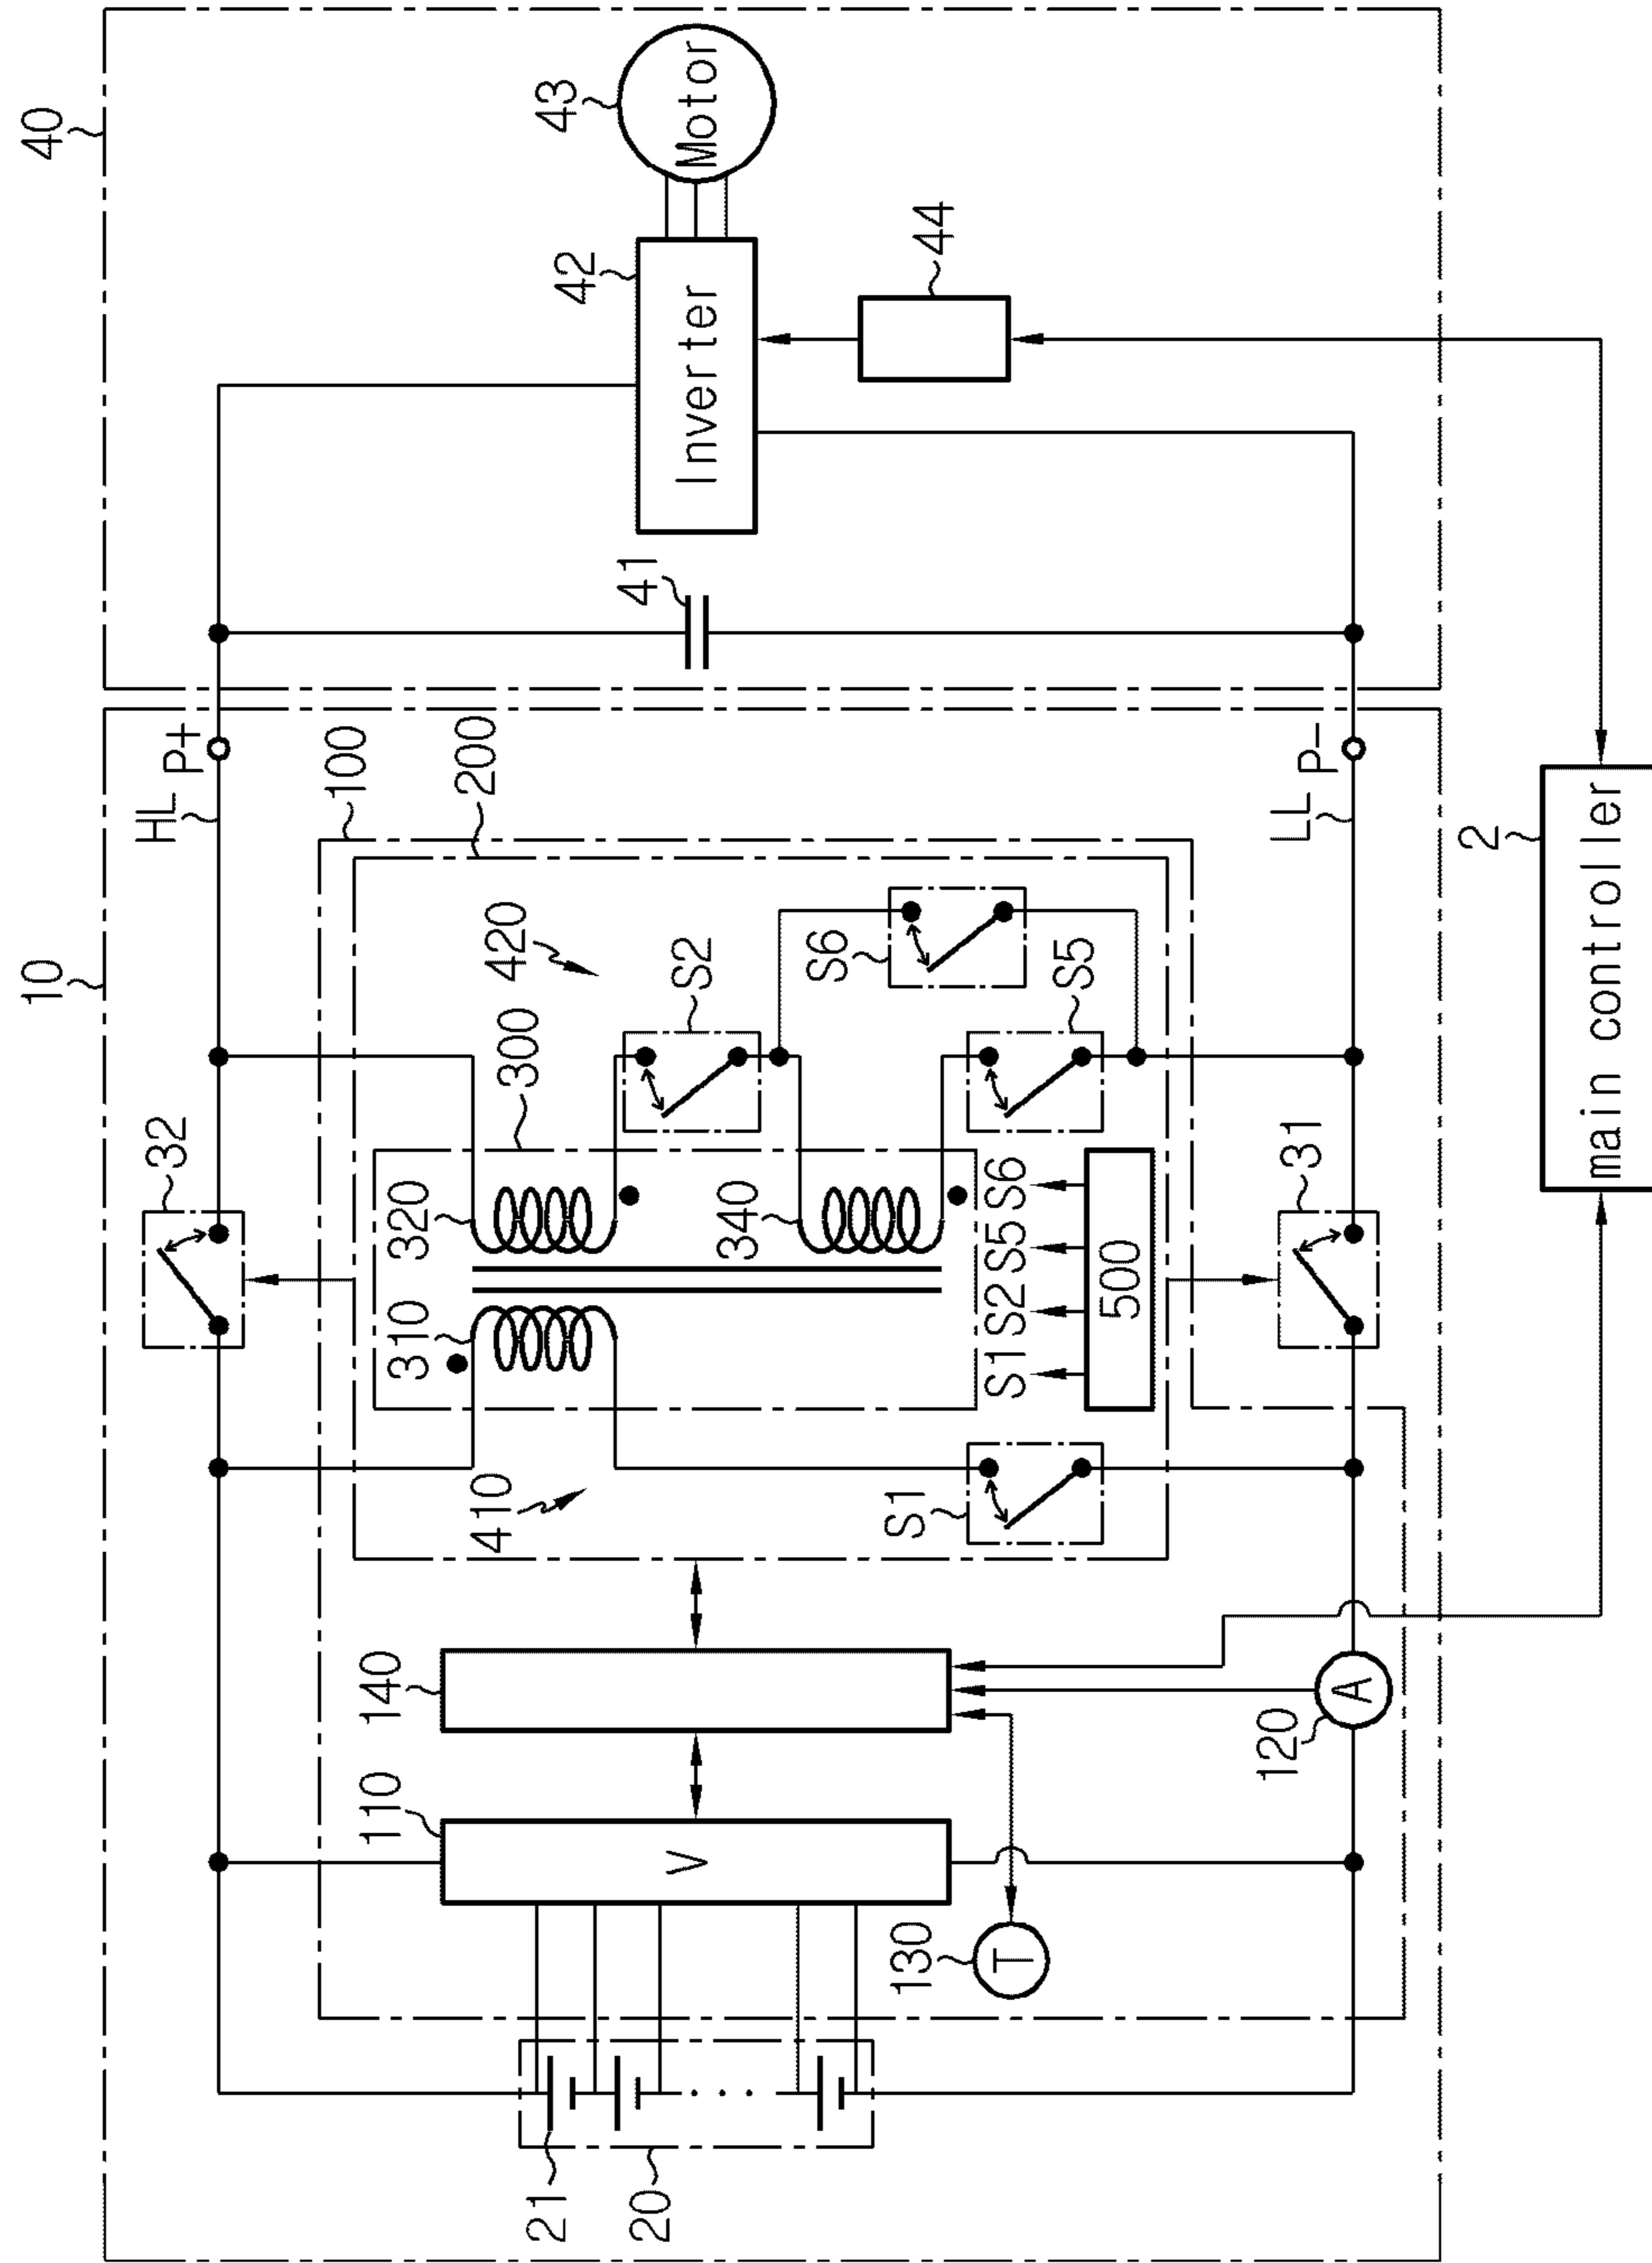 10
40
32
HL
P+
100
200
300
420
S2
S6
S5
310
320
340
410
S1
S1 S2 S5 S6
500
140
110
V
130
T
120
A
21
20
31
LL
P-
41
42
Inverter
43
Motor
44
2
main controller